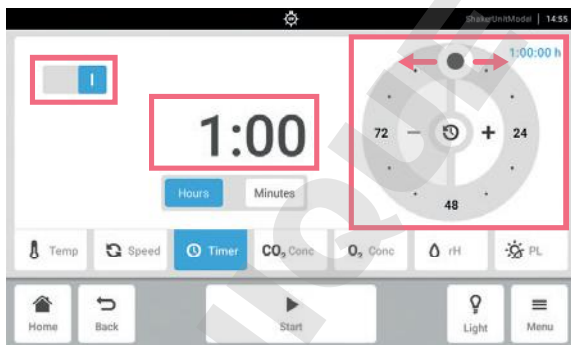 ShakerUnitModel | 14:55
1:00:00 h
I
1:00
72 − + 24
48
Hours Minutes
Temp Speed Timer CO₂ Conc O₂ Conc rH PL
Home Back Start Light Menu